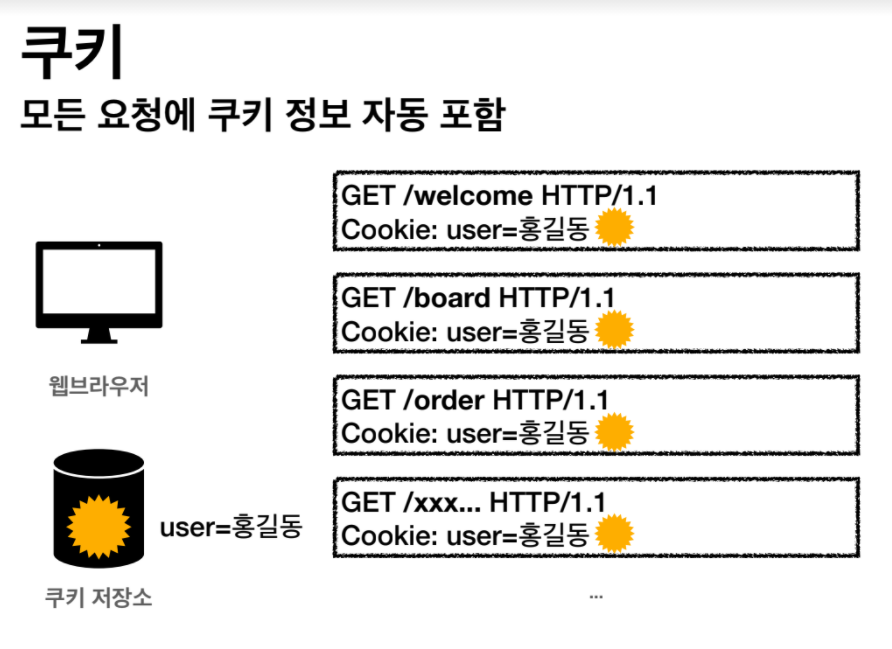 쿠키
모든 요청에 쿠키 정보 자동 포함
GET /welcome HTTP/1.1
Cookie: user=홍길동
GET /board HTTP/1.1
Cookie: user=홍길동
웹브라우저
GET /order HTTP/1.1
Cookie: user=홍길동
GET /xxx... HTTP/1.1
Cookie: user=홍길동
user=홍길동
쿠키 저장소
...